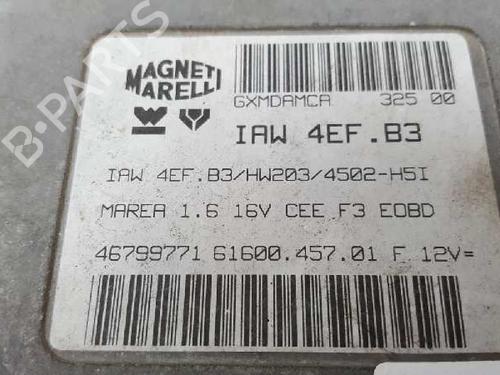 B-PARTS
MAGNETI MARELLI
GXMDAMCA 325 00
IAW 4EF.B3
IAW 4EF.B3/HW203/4502-H5I
MAREA 1.6 16V CEE F3 EOBD
46799771 61600.457.01 F 12V=